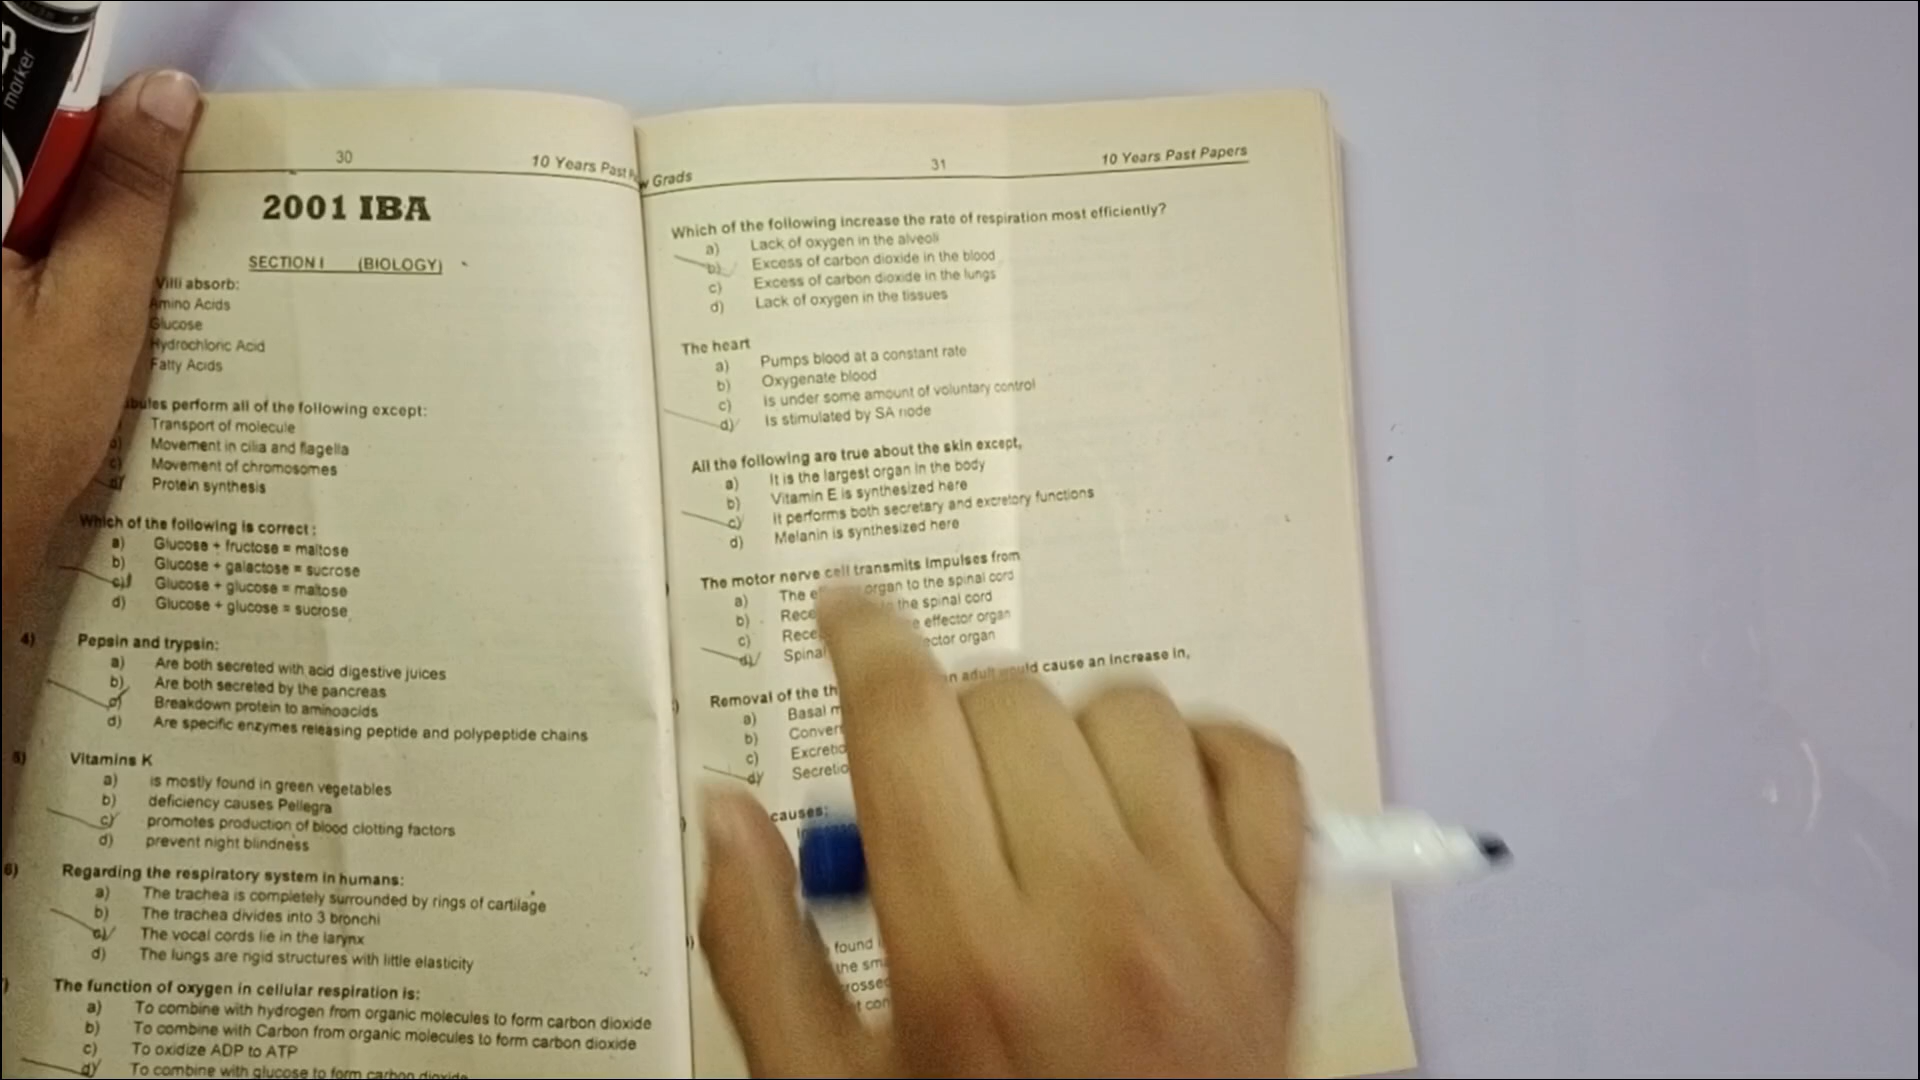 marker
30
10 Years Past
2001 IBA
SECTION I (BIOLOGY)
Villi absorb:
Amino Acids
Glucose
Hydrochloric Acid
Fatty Acids
perform all of the following except:
Transport of molecule
Movement in cilia and flagella
c) Movement of chromosomes
d) Protein synthesis
Which of the following is correct :
a) Glucose + fructose = maltose
b) Glucose + galactose = sucrose
c) Glucose + glucose = maltose
d) Glucose + glucose = sucrose
4) Pepsin and trypsin:
a) Are both secreted with acid digestive juices
b) Are both secreted by the pancreas
c) Breakdown protein to aminoacids
d) Are specific enzymes releasing peptide and polypeptide chains
5) Vitamins K
a) is mostly found in green vegetables
b) deficiency causes Pellegra
c) promotes production of blood clotting factors
d) prevent night blindness
6) Regarding the respiratory system in humans:
a) The trachea is completely surrounded by rings of cartilage
b) The trachea divides into 3 bronchi
c) The vocal cords lie in the larynx
d) The lungs are rigid structures with little elasticity
The function of oxygen in cellular respiration is:
a) To combine with hydrogen from organic molecules to form carbon dioxide
b) To combine with Carbon from organic molecules to form carbon dioxide
c) To oxidize ADP to ATP
d) To combine with glucose to form carbon dioxide
Grads
31
10 Years Past Papers
Which of the following increase the rate of respiration most efficiently?
a) Lack of oxygen in the alveoli
b) Excess of carbon dioxide in the blood
c) Excess of carbon dioxide in the lungs
d) Lack of oxygen in the tissues
The heart
a) Pumps blood at a constant rate
b) Oxygenate blood
c) is under some amount of voluntary control
d) Is stimulated by SA node
All the following are true about the skin except,
a) It is the largest organ in the body
b) Vitamin E is synthesized here
c) it performs both secretary and excretory functions
d) Melanin is synthesized here
The motor nerve cell transmits impulses from
a) The organ to the spinal cord
b) the spinal cord
c) effector organ
d) Spinal organ
Removal of the adult would cause an increase in,
a) Basal
b)
c)
d)
causes:
found
the